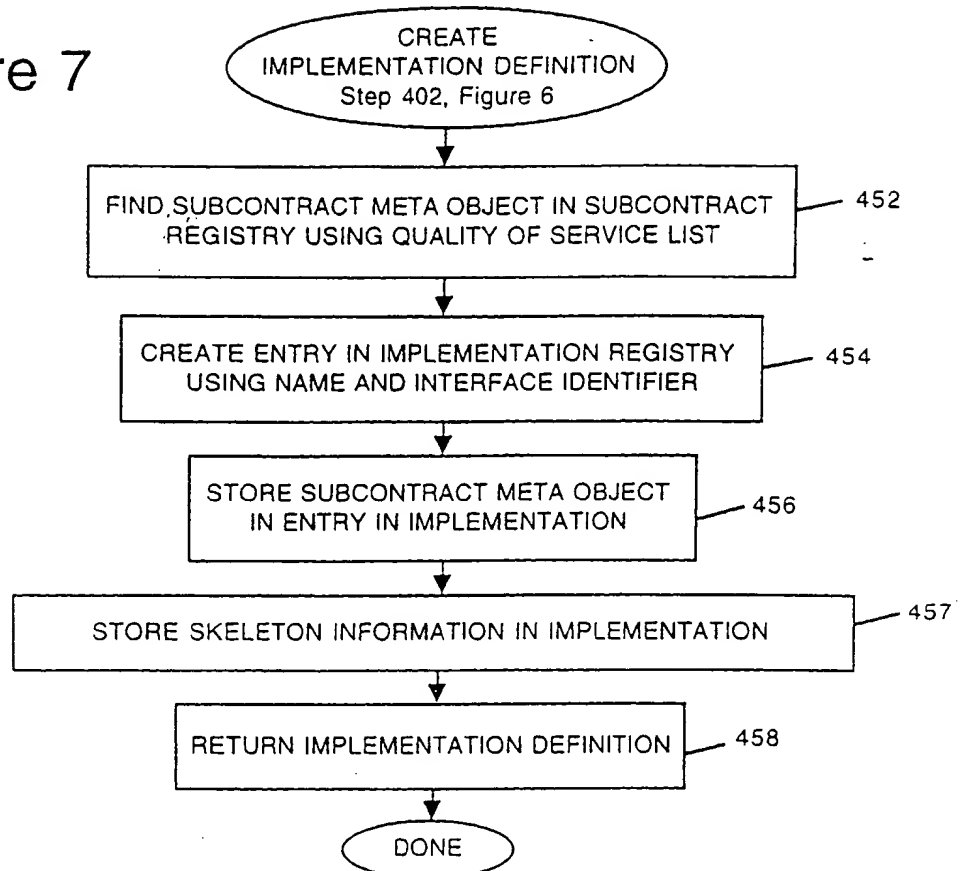 re 7
CREATE
IMPLEMENTATION DEFINITION
Step 402, Figure 6
FIND SUBCONTRACT META OBJECT IN SUBCONTRACT
REGISTRY USING QUALITY OF SERVICE LIST
452
CREATE ENTRY IN IMPLEMENTATION REGISTRY
USING NAME AND INTERFACE IDENTIFIER
454
STORE SUBCONTRACT META OBJECT
IN ENTRY IN IMPLEMENTATION
456
STORE SKELETON INFORMATION IN IMPLEMENTATION
457
RETURN IMPLEMENTATION DEFINITION
458
DONE